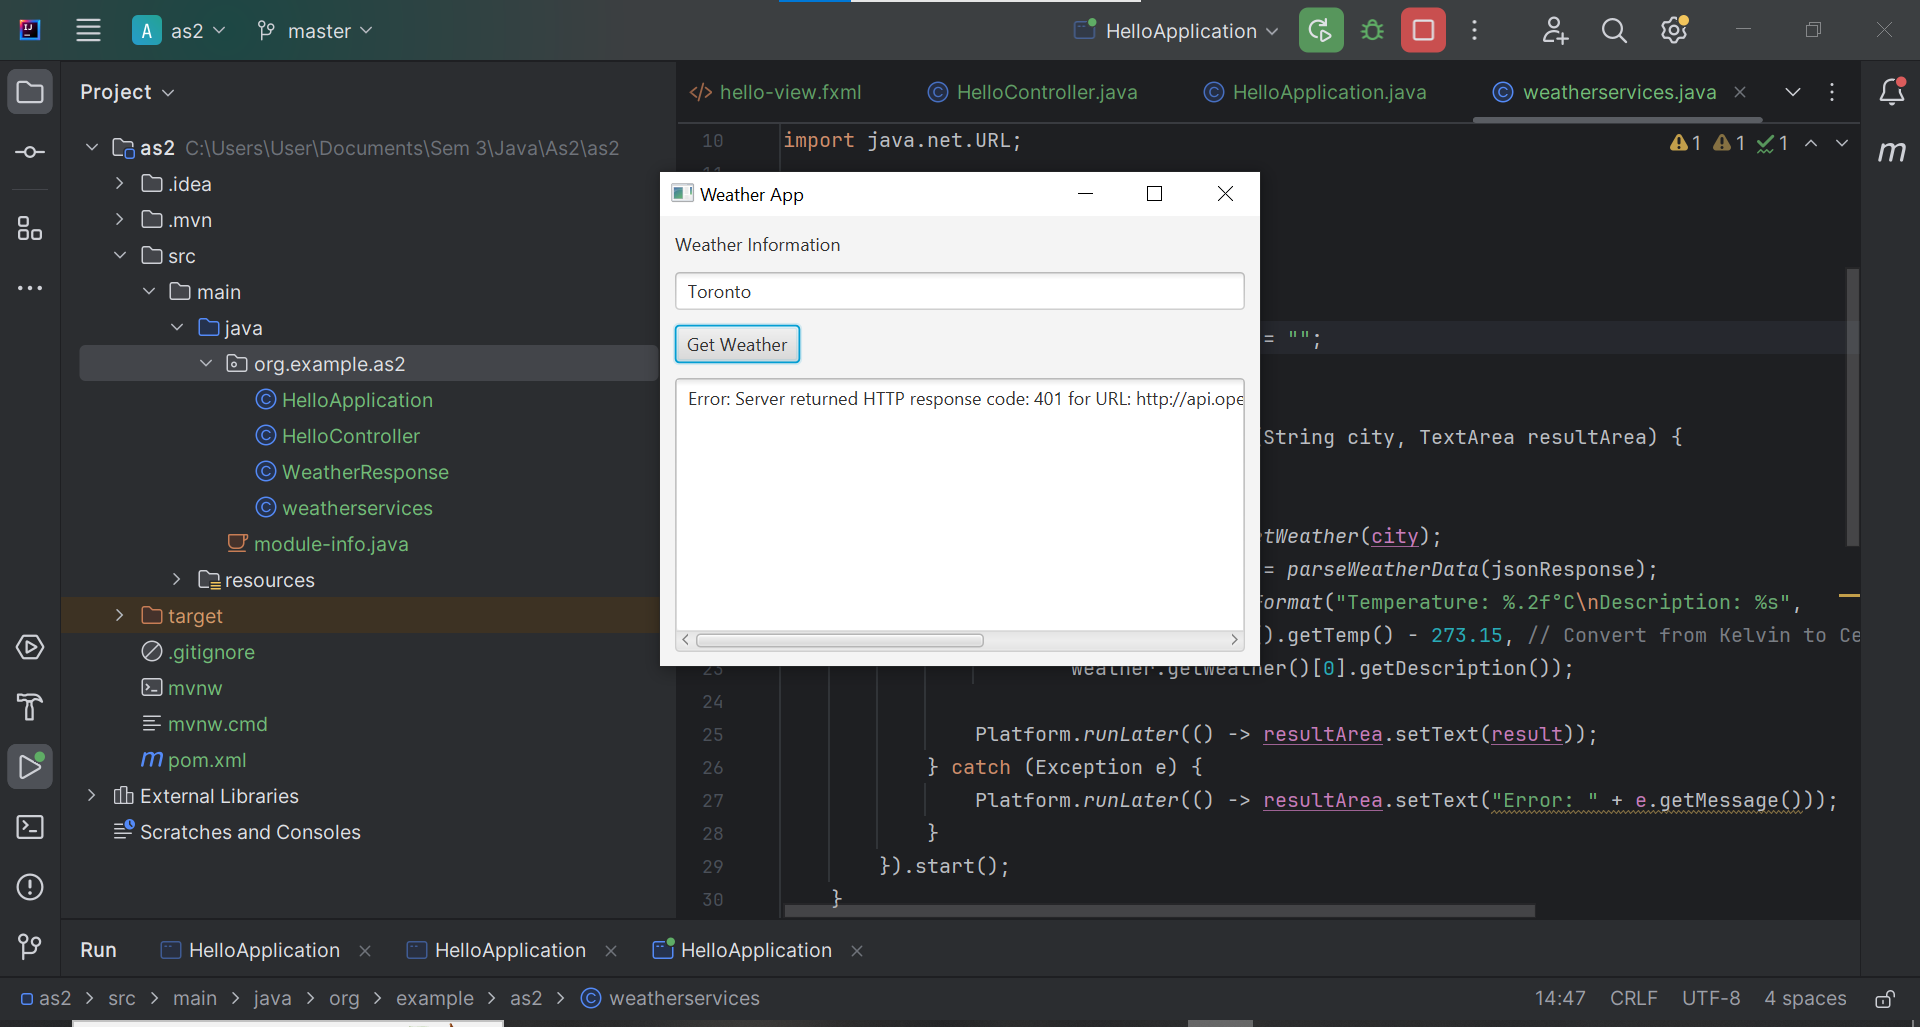 A as2 master HelloApplication
Project
as2 C:\Users\User\Documents\Sem 3\Java\As2\as2
.idea
.mvn
src
main
java
org.example.as2
HelloApplication
HelloController
WeatherResponse
weatherservices
module-info.java
resources
target
.gitignore
mvnw
mvnw.cmd
pom.xml
External Libraries
Scratches and Consoles
hello-view.fxml HelloController.java HelloApplication.java weatherservices.java
1 1 1
10 import java.net.URL;
Weather App
Weather Information
Toronto
Get Weather
Error: Server returned HTTP response code: 401 for URL: http://api.ope
= "";
String city, TextArea resultArea) {
tWeather(city);
= parseWeatherData(jsonResponse);
format("Temperature: %.2f°C\nDescription: %s",
).getTemp() - 273.15, // Convert from Kelvin to Ce
23 weather.getWeather()[0].getDescription());
24
25 Platform.runLater(() -> resultArea.setText(result));
26 } catch (Exception e) {
27 Platform.runLater(() -> resultArea.setText("Error: " + e.getMessage()));
28 }
29 }).start();
30 }
m
Run HelloApplication HelloApplication HelloApplication
as2 > src > main > java > org > example > as2 > weatherservices
14:47 CRLF UTF-8 4 spaces